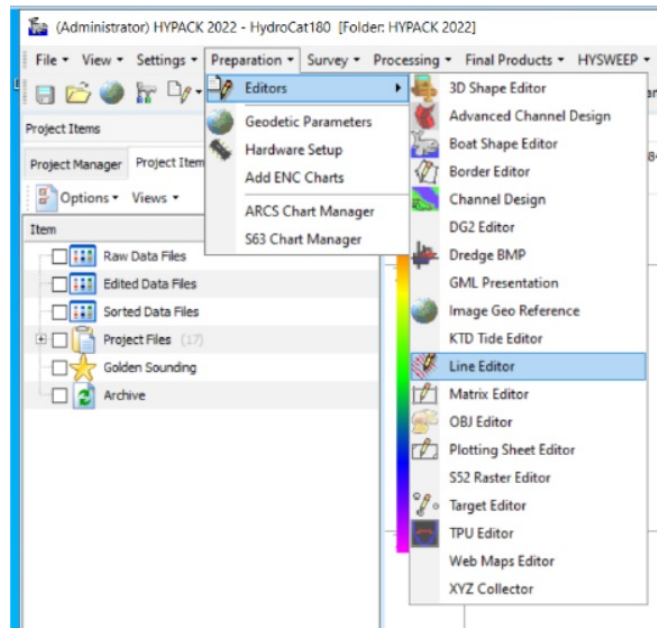 (Administrator) HYPACK 2022 - HydroCat180 [Folder: HYPACK 2022]
File View Settings Preparation Survey Processing Final Products HYSWEEP
Project Items
Project Manager Project Item
Options Views
Item
Raw Data Files
Edited Data Files
Sorted Data Files
Project Files (17)
Golden Sounding
Archive
Editors
Geodetic Parameters
Hardware Setup
Add ENC Charts
ARCS Chart Manager
S63 Chart Manager
3D Shape Editor
Advanced Channel Design
Boat Shape Editor
Border Editor
Channel Design
DG2 Editor
Dredge BMP
GML Presentation
Image Geo Reference
KTD Tide Editor
Line Editor
Matrix Editor
OBJ Editor
Plotting Sheet Editor
S52 Raster Editor
Target Editor
TPU Editor
Web Maps Editor
XYZ Collector